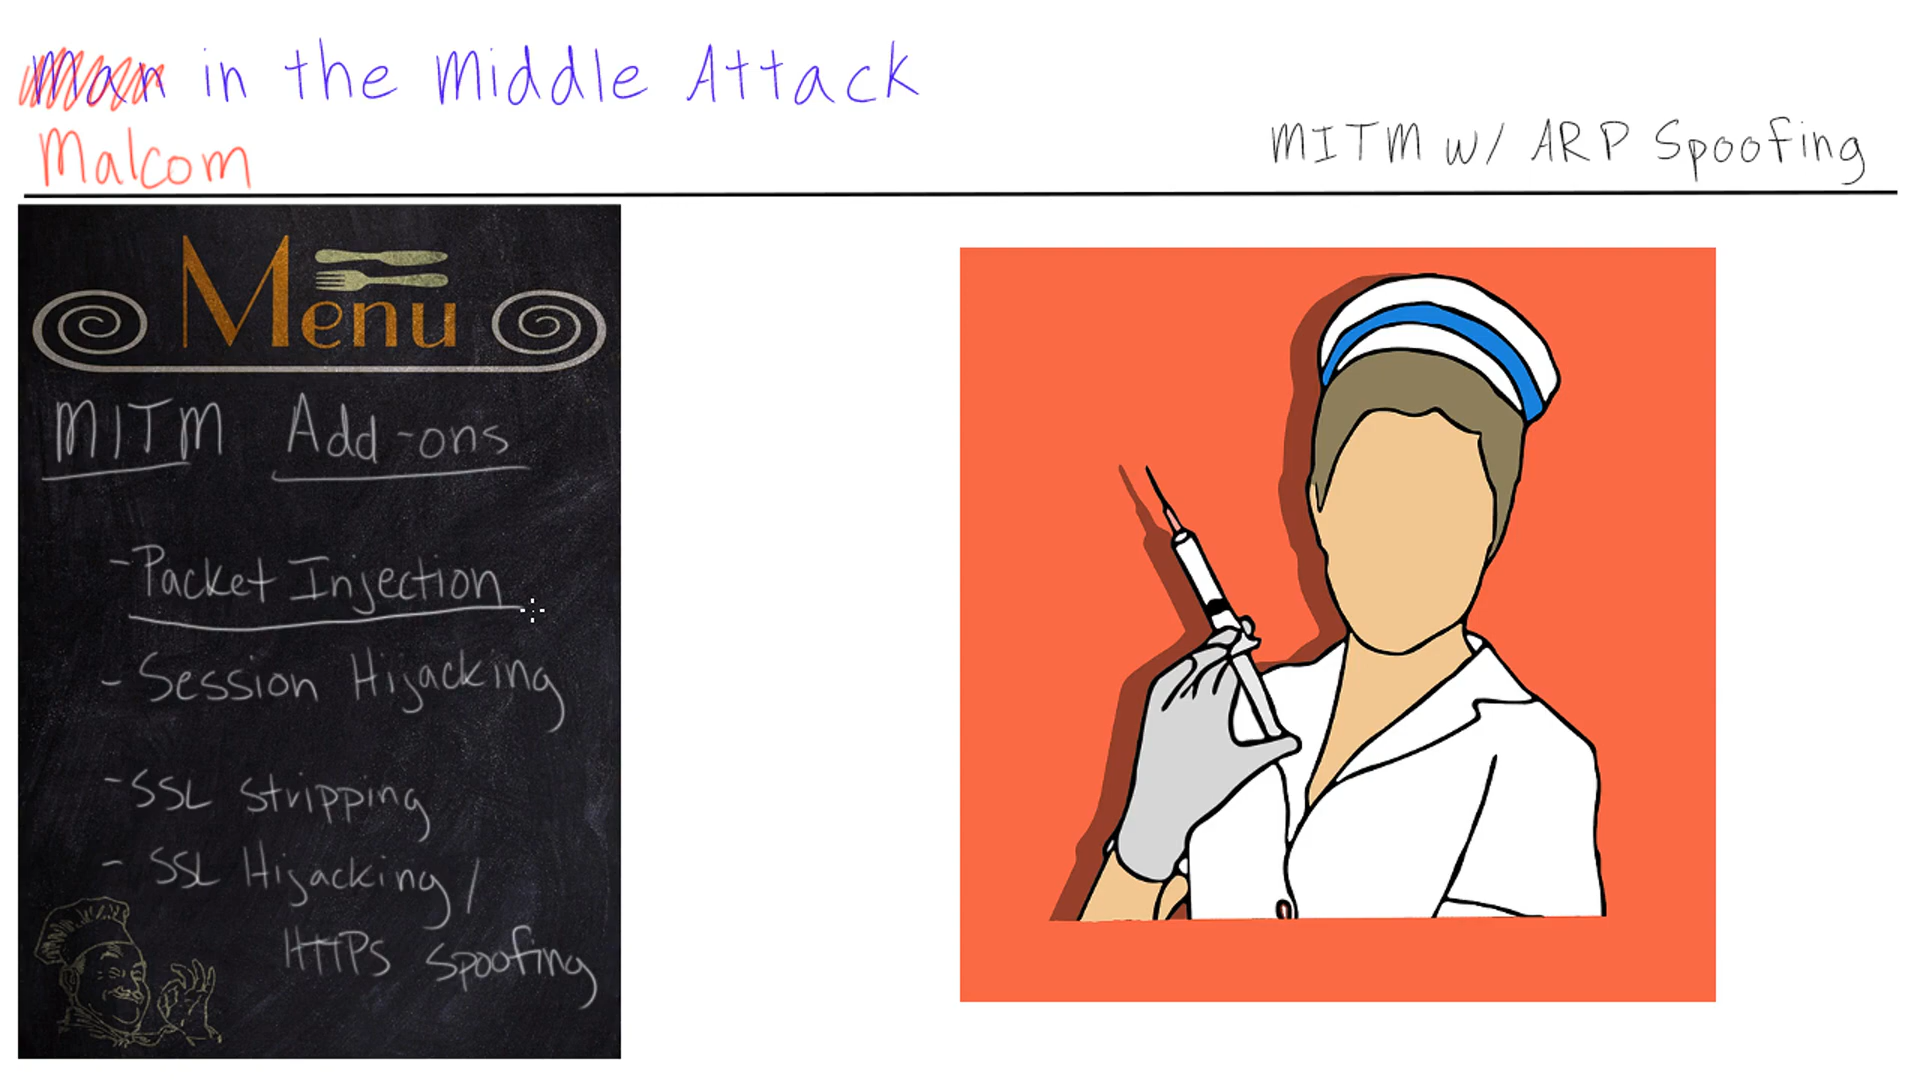 Man in the Middle Attack
Malcom
MITM w/ ARP Spoofing
Menu
MITM Add-ons
- Packet Injection
- Session Hijacking
- SSL Stripping
- SSL Hijacking /
HTTPS Spoofing